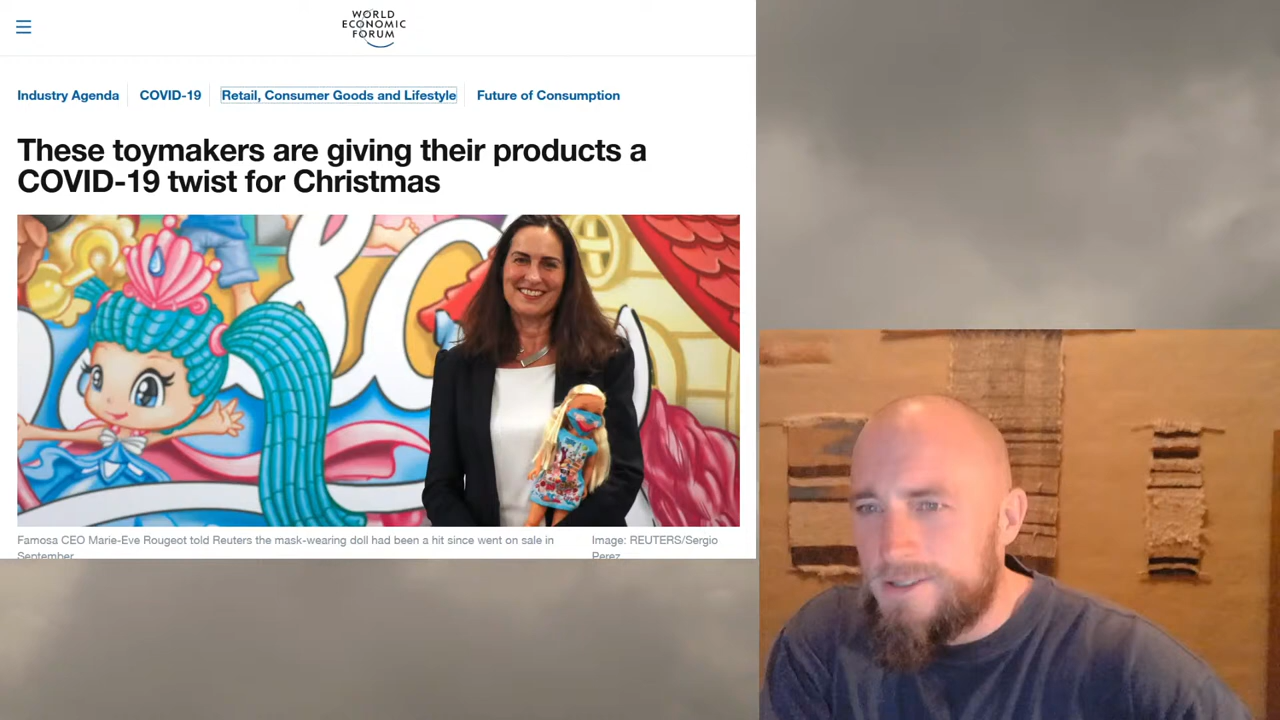 WORLD
ECONOMIC
FORUM
Industry Agenda
COVID-19
Retail, Consumer Goods and Lifestyle
Future of Consumption
These toymakers are giving their products a
COVID-19 twist for Christmas
Famosa CEO Marie-Eve Rougeot told Reuters the mask-wearing doll had been a hit since went on sale in
September.
Image: REUTERS/Sergio
Perez